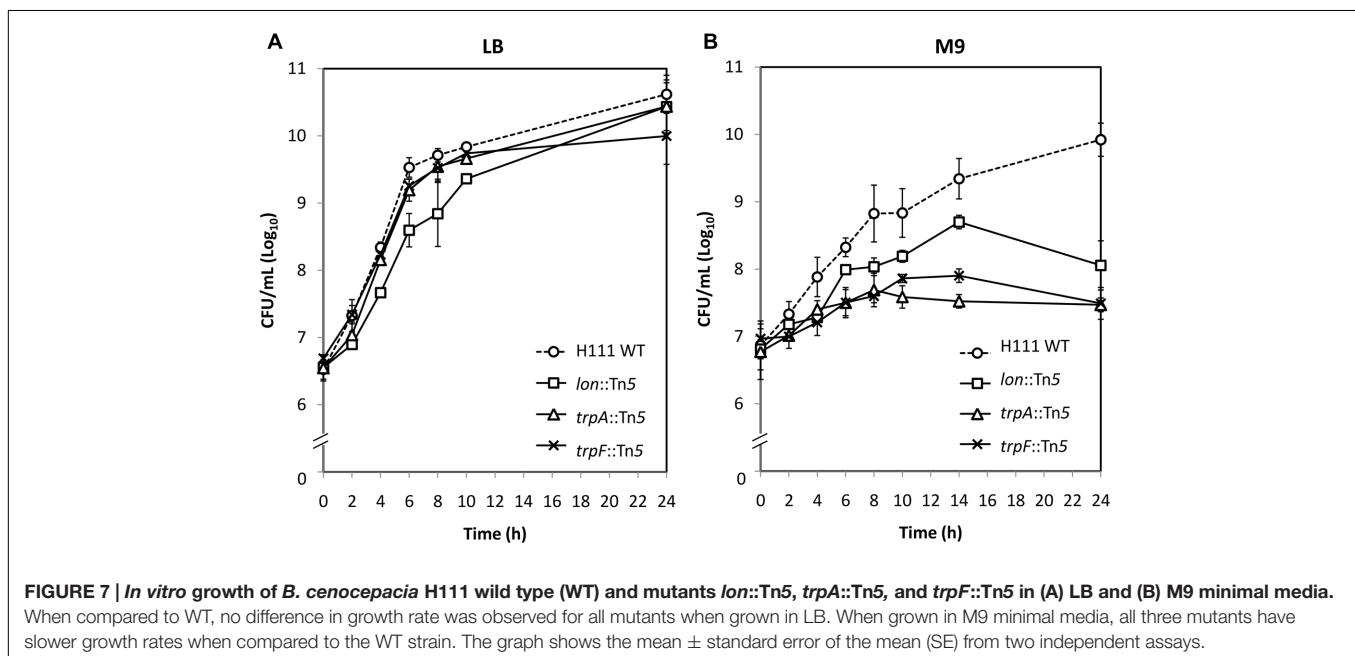 A
LB
11
10
9
8
7
6
0
CFU/mL (Log10)
0 2 4 6 8 10 12 14 16 18 20 22 24
Time (h)
H111 WT
lon::Tn5
trpA::Tn5
trpF::Tn5
B
M9
11
10
9
8
7
6
0
CFU/mL (Log10)
0 2 4 6 8 10 12 14 16 18 20 22 24
Time (h)
H111 WT
lon::Tn5
trpA::Tn5
trpF::Tn5
FIGURE 7 | In vitro growth of B. cenocepacia H111 wild type (WT) and mutants lon::Tn5, trpA::Tn5, and trpF::Tn5 in (A) LB and (B) M9 minimal media.
When compared to WT, no difference in growth rate was observed for all mutants when grown in LB. When grown in M9 minimal media, all three mutants have
slower growth rates when compared to the WT strain. The graph shows the mean ± standard error of the mean (SE) from two independent assays.